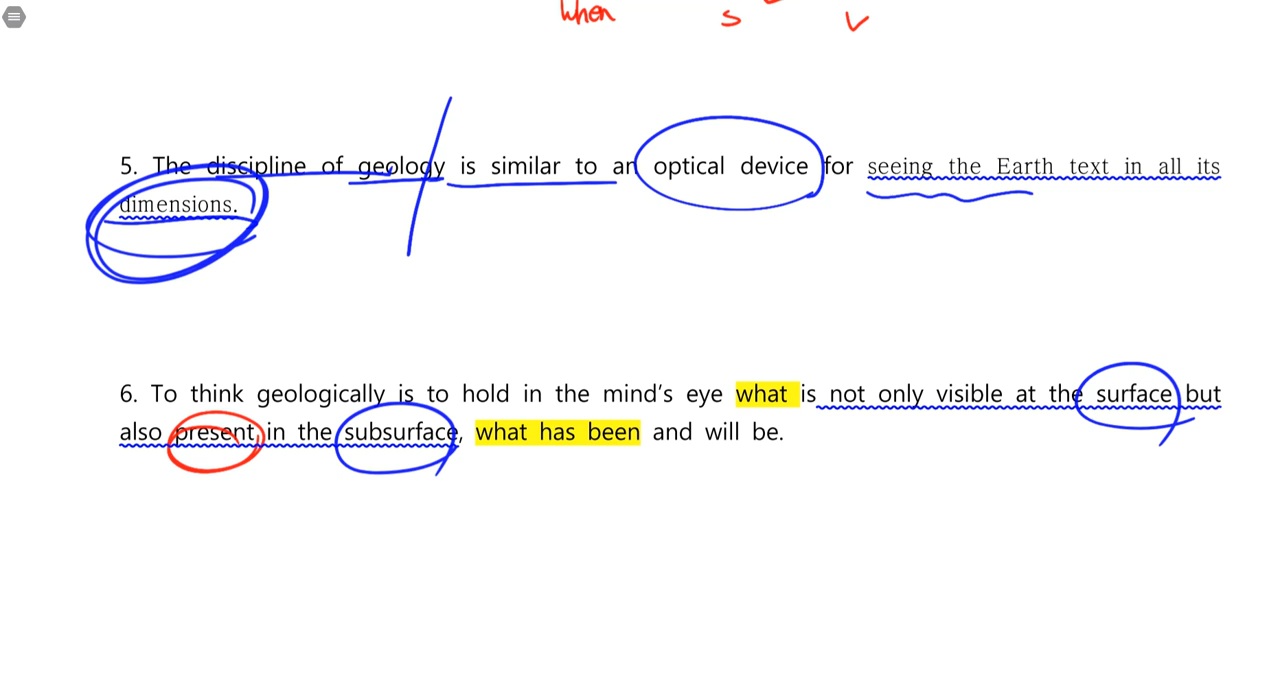 when s v
5. The discipline of geology is similar to an optical device for seeing the Earth text in all its
dimensions.
6. To think geologically is to hold in the mind's eye what is not only visible at the surface but
also present in the subsurface, what has been and will be.